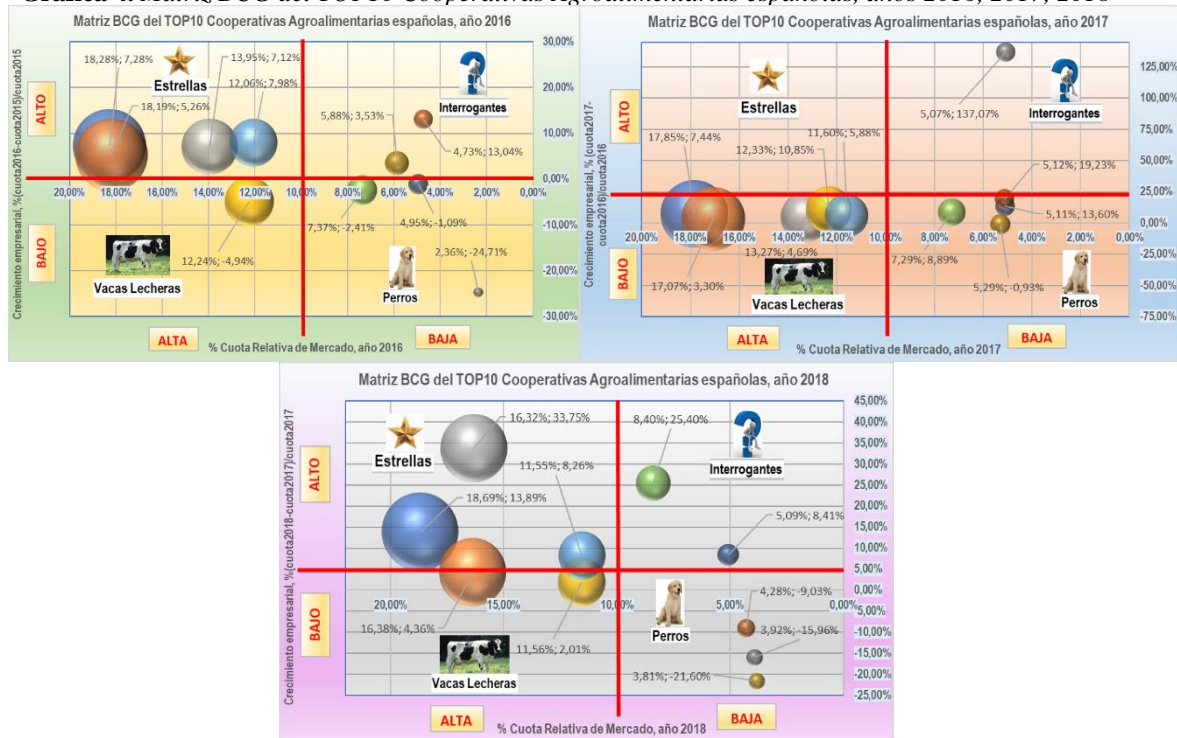 Gráfica 4. Matriz BCG del TOP10 Cooperativas Agroalimentarias españolas, años 2016, 2017, 2018
Matriz BCG del TOP10 Cooperativas Agroalimentarias españolas, año 2016
Crecimiento empresarial, %(cuota2016-cuota2015)/cuota2015
ALTO
BAJO
30,00%
20,00%
10,00%
0,00%
-10,00%
-20,00%
-30,00%
18,28%; 7,28%
Estrellas
13,95%; 7,12%
18,19%; 5,26%
12,06%; 7,98%
Interrogantes
5,88%; 3,53%
4,73%; 13,04%
20,00%
18,00%
16,00%
14,00%
12,00%
10,00%
8,00%
6,00%
4,00%
2,00%
0,00%
7,37%; -2,41%
4,95%; -1,09%
12,24%; -4,94%
2,36%; -24,71%
Vacas Lecheras
Perros
ALTA
BAJA
% Cuota Relativa de Mercado, año 2016
Matriz BCG del TOP10 Cooperativas Agroalimentarias españolas, año 2017
Crecimiento empresarial, % (cuota2017-
cuota2016)/cuota2016
ALTO
BAJO
125,00%
100,00%
75,00%
50,00%
25,00%
0,00%
-25,00%
-50,00%
-75,00%
Estrellas
Interrogantes
5,07%; 137,07%
17,85%; 7,44%
11,60%; 5,88%
12,33%; 10,85%
5,12%; 19,23%
5,11%; 13,60%
20,00%
18,00%
16,00%
14,00%
12,00%
10,00%
8,00%
6,00%
4,00%
2,00%
0,00%
13,27%; 4,69%
7,29%; 8,89%
17,07%; 3,30%
5,29%; -0,93%
Vacas Lecheras
Perros
ALTA
BAJA
% Cuota Relativa de Mercado, año 2017
Matriz BCG del TOP10 Cooperativas Agroalimentarias españolas, año 2018
Crecimiento empresarial, %(cuota2018-cuota2017)/cuota2017
ALTO
BAJO
45,00%
40,00%
35,00%
30,00%
25,00%
20,00%
15,00%
10,00%
5,00%
0,00%
-5,00%
-10,00%
-15,00%
-20,00%
-25,00%
16,32%; 33,75%
8,40%; 25,40%
Estrellas
11,55%; 8,26%
Interrogantes
18,69%; 13,89%
5,09%; 8,41%
20,00%
15,00%
10,00%
5,00%
0,00%
4,28%; -9,03%
16,38%; 4,36%
Perros
3,92%; -15,96%
11,56%; 2,01%
3,81%; -21,60%
Vacas Lecheras
ALTA
BAJA
% Cuota Relativa de Mercado, año 2018